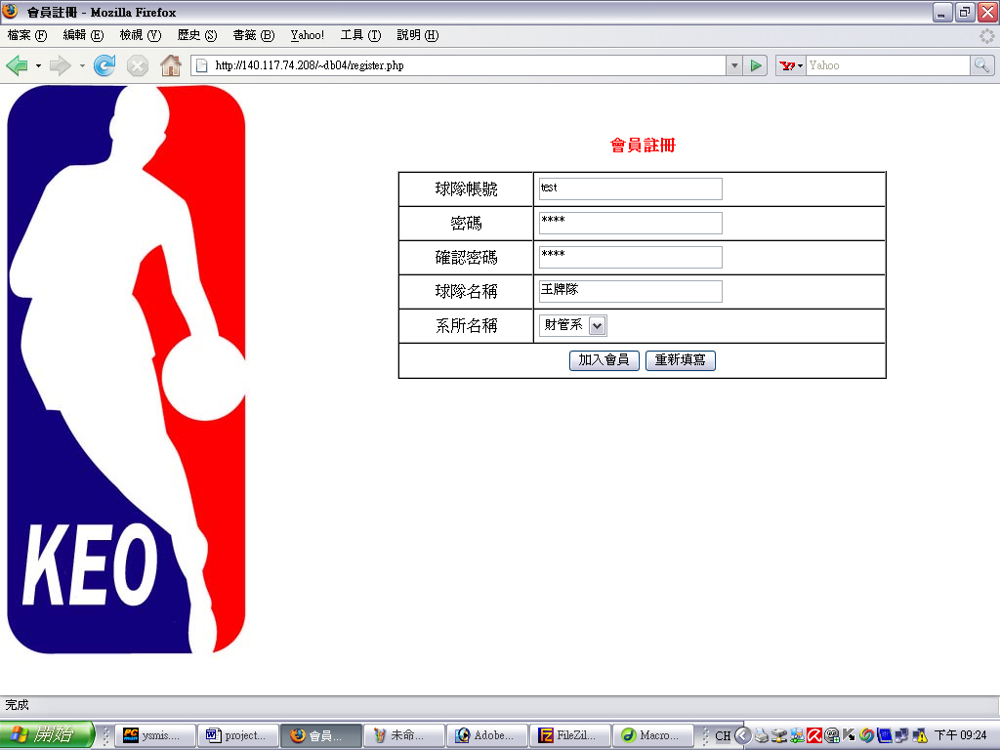 會員註冊 - Mozilla Firefox
檔案(F) 編輯(E) 檢視(V) 歷史(S) 書籤(B) Yahoo! 工具(T) 說明(H)
http://140.117.74.208/~db04/register.php Yahoo
會員註冊
球隊帳號 test
密碼 ****
確認密碼 ****
球隊名稱 王牌隊
系所名稱 財管系
加入會員 重新填寫
KEO
完成
開始 ysmis.... project... 會員... 未命... Adobe... FileZil... Macro... CH 下午 09:24